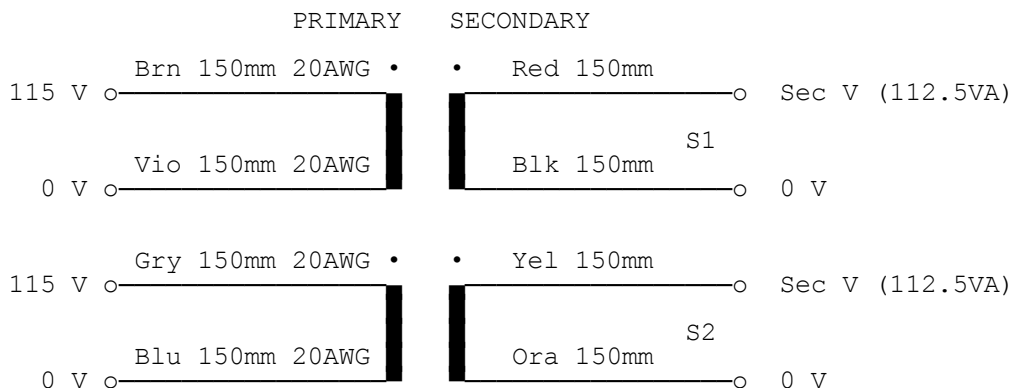 PRIMARY SECONDARY
Brn 150mm 20AWG • • Red 150mm
115 V Sec V (112.5VA)
S1
Vio 150mm 20AWG Blk 150mm
0 V 0 V
Gry 150mm 20AWG • • Yel 150mm
115 V Sec V (112.5VA)
S2
Blu 150mm 20AWG Ora 150mm
0 V 0 V